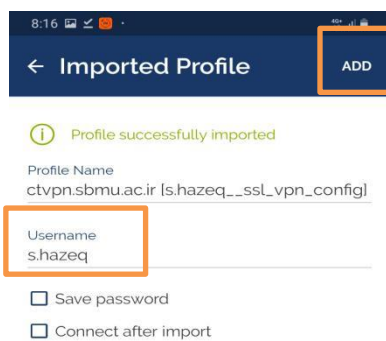 8:16
← Imported Profile ADD
Profile successfully imported
Profile Name
ctvpn.sbmu.ac.ir [s.hazeq__ssl_vpn_config]
Username
s.hazeq
Save password
Connect after import